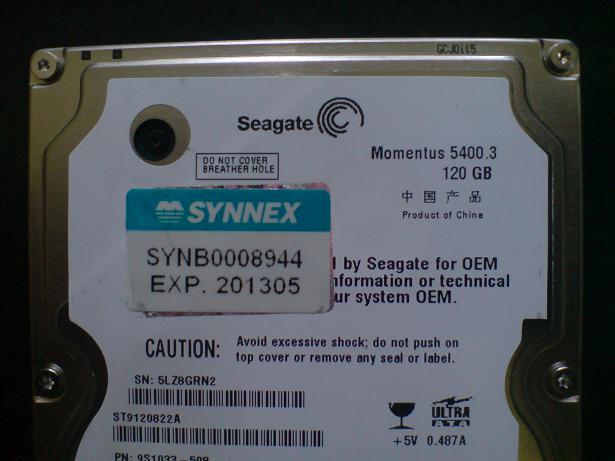 GCJ0115
Seagate
Momentus 5400.3
120 GB
DO NOT COVER
BREATHER HOLE
中国产品
Product of China
SYNNEX
SYNB0008944
EXP. 201305
by Seagate for OEM
nformation or technical
ur system OEM.
CAUTION:
Avoid excessive shock; do not push on
top cover or remove any seal or label.
SN: 5LZ8GRN2
ST9120822A
ULTRA
ATA
+5V 0.487A
PN: 9S1033-508